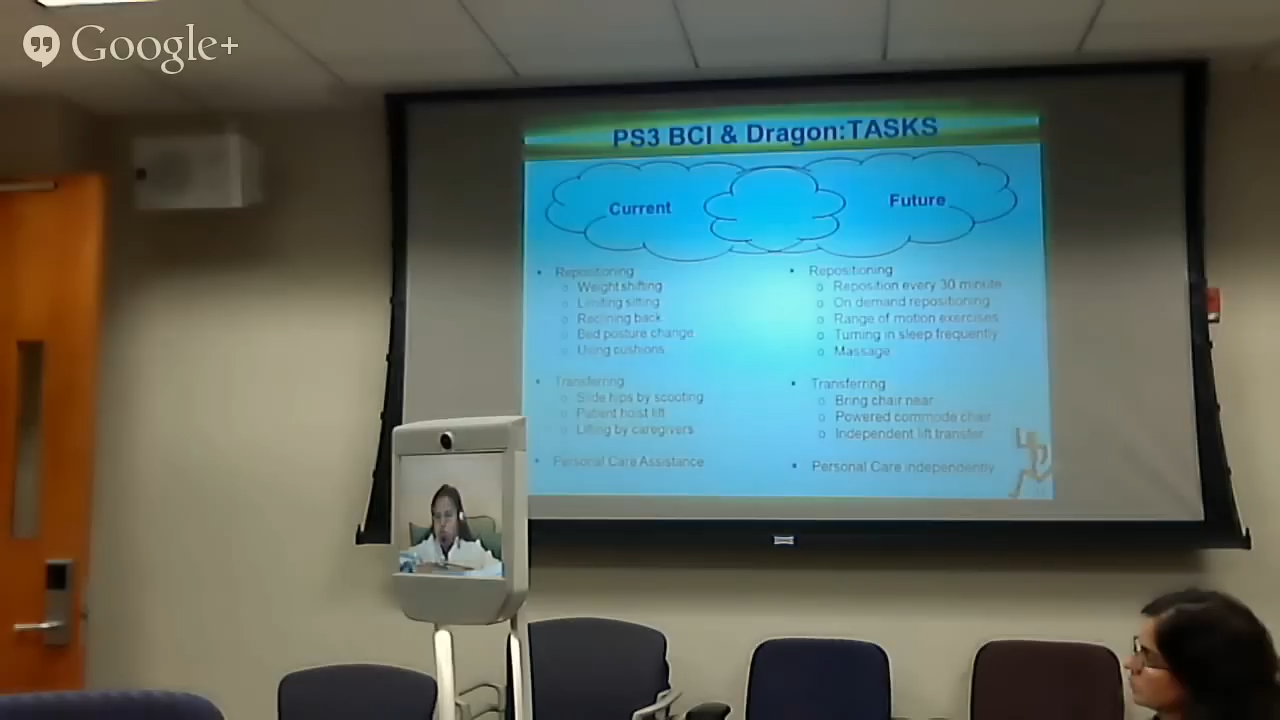 Google+
PS3 BCI & Dragon:TASKS
Current
Future
• Repositioning
o Weight shifting
o Limiting sitting
o Reclining back
o Bed posture change
o Using cushions
• Transferring
o Slide hips by scooting
o Patient hoist lift
o Lifting by caregivers
• Personal Care Assistance
• Repositioning
o Reposition every 30 minute
o On demand repositioning
o Range of motion exercises
o Turning in sleep frequently
o Massage
• Transferring
o Bring chair near
o Powered commode chair
o Independent lift transfer
• Personal Care independently